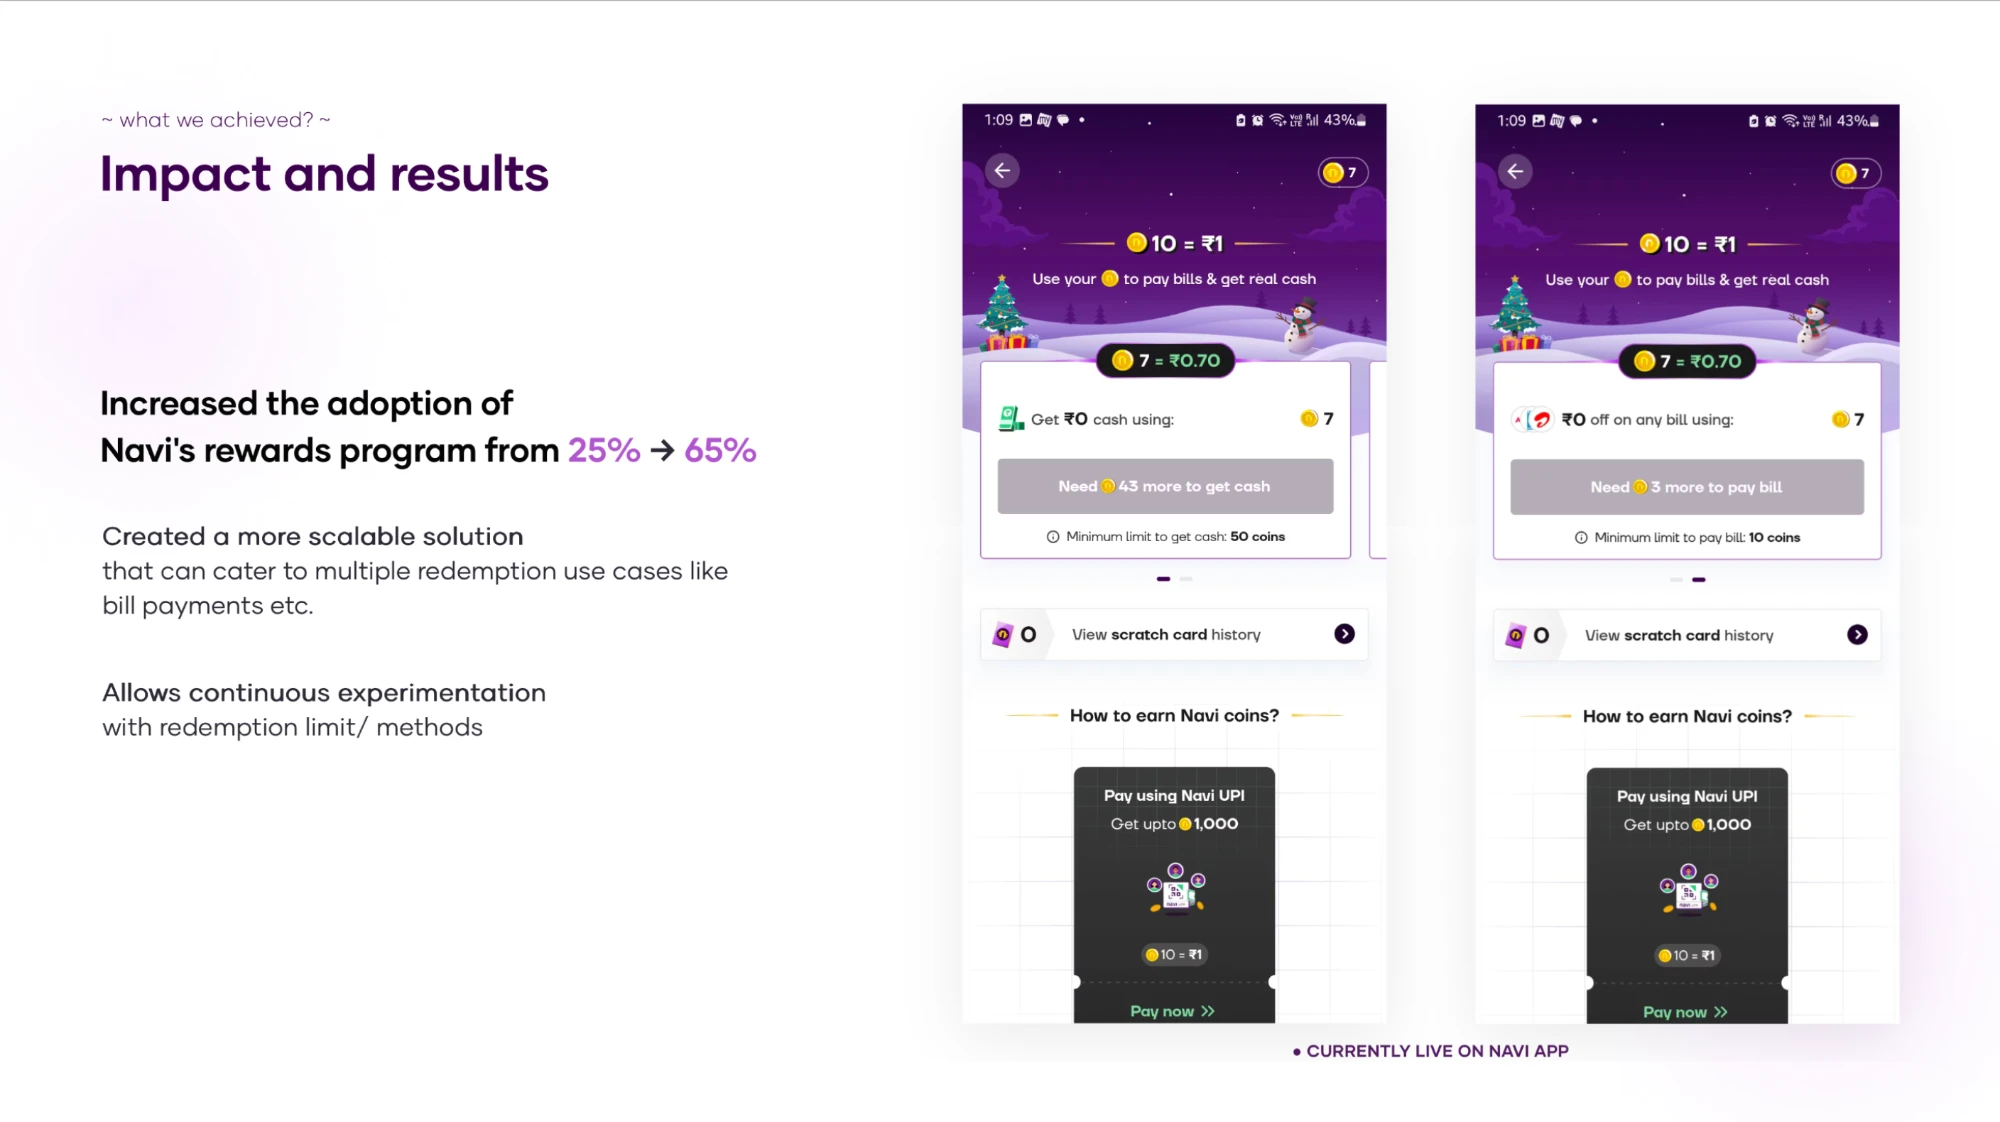 ~ what we achieved? ~
Impact and results
Increased the adoption of
Navi's rewards program from 25% → 65%
Created a more scalable solution
that can cater to multiple redemption use cases like
bill payments etc.
Allows continuous experimentation
with redemption limit/ methods
1:09 43%
7
10 = ₹1
Use your to pay bills & get real cash
7 = ₹0.70
Get ₹0 cash using: 7
Need 43 more to get cash
Minimum limit to get cash: 50 coins
0 View scratch card history
How to earn Navi coins?
Pay using Navi UPI
Get upto 1,000
10 = ₹1
Pay now
1:09 43%
7
10 = ₹1
Use your to pay bills & get real cash
7 = ₹0.70
₹0 off on any bill using: 7
Need 3 more to pay bill
Minimum limit to pay bill: 10 coins
0 View scratch card history
How to earn Navi coins?
Pay using Navi UPI
Get upto 1,000
10 = ₹1
Pay now
• CURRENTLY LIVE ON NAVI APP